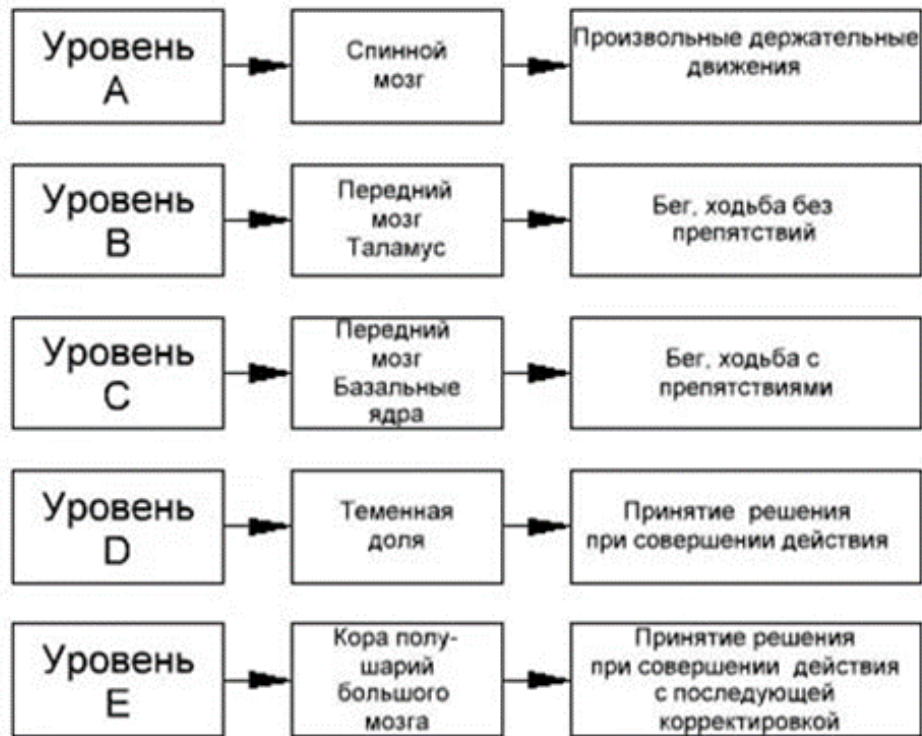 Уровень
А
Спинной
мозг
Произвольные держательные
движения
Уровень
B
Передний
мозг
Таламус
Бег, ходьба без
препятствий
Уровень
C
Передний
мозг
Базальные
ядра
Бег, ходьба с
препятствиями
Уровень
D
Теменная
доля
Принятие решения
при совершении действия
Уровень
E
Кора полу-
шарий
большого
мозга
Принятие решения
при совершении действия
с последующей
корректировкой